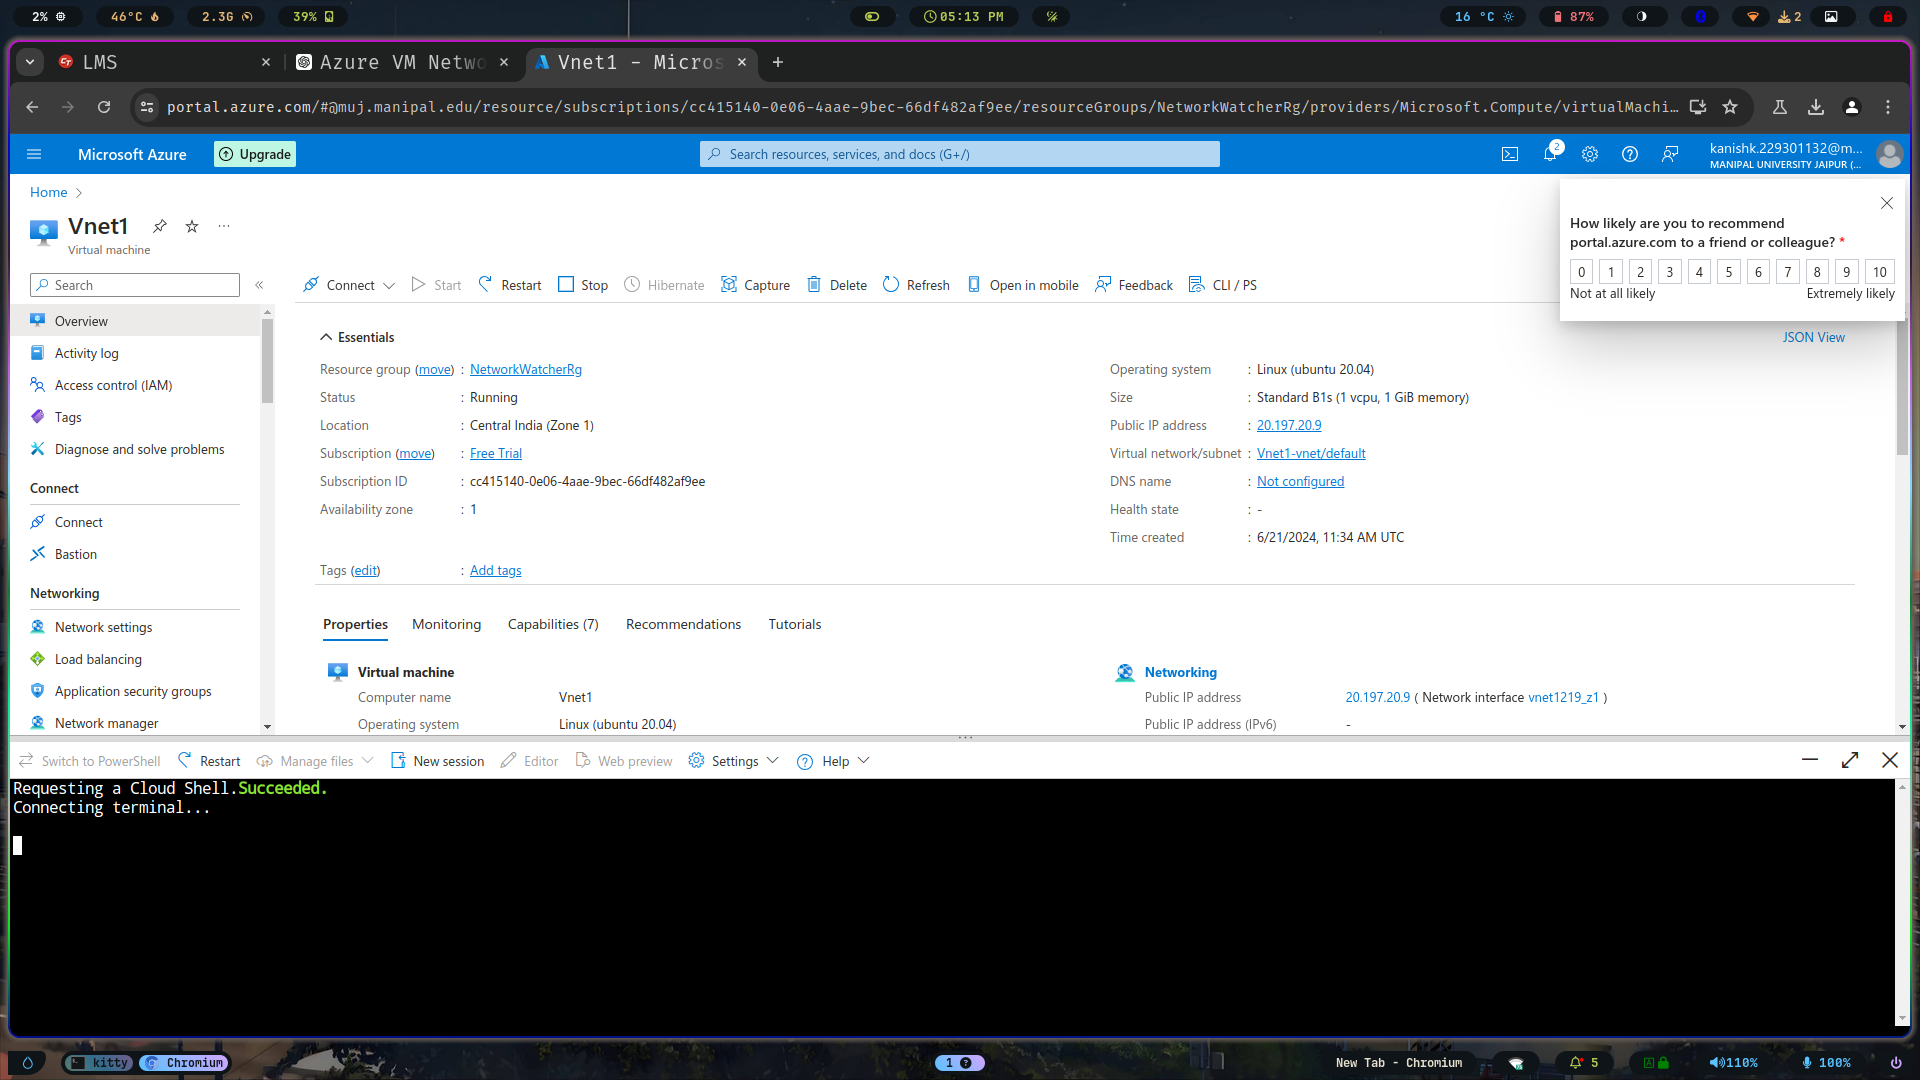 2%
46°C
2.3G
39%
05:13 PM
16 °C
87%
2
LMS
Azure VM Netwo
Vnet1 - Micros
portal.azure.com/#@muj.manipal.edu/resource/subscriptions/cc415140-0e06-4aae-9bec-66df482af9ee/resourceGroups/NetworkWatcherRg/providers/Microsoft.Compute/virtualMachi...
Microsoft Azure
Upgrade
Search resources, services, and docs (G+/)
2
kanishk.229301132@m...
MANIPAL UNIVERSITY JAIPUR (...
Home
Vnet1
Virtual machine
How likely are you to recommend
portal.azure.com to a friend or colleague? *
0 1 2 3 4 5 6 7 8 9 10
Not at all likely
Extremely likely
Search
Connect
Start
Restart
Stop
Hibernate
Capture
Delete
Refresh
Open in mobile
Feedback
CLI / PS
Overview
Activity log
Access control (IAM)
Tags
Diagnose and solve problems
Connect
Connect
Bastion
Networking
Network settings
Load balancing
Application security groups
Network manager
Essentials
JSON View
Resource group (move) : NetworkWatcherRg
Status : Running
Location : Central India (Zone 1)
Subscription (move) : Free Trial
Subscription ID : cc415140-0e06-4aae-9bec-66df482af9ee
Availability zone : 1
Operating system : Linux (ubuntu 20.04)
Size : Standard B1s (1 vcpu, 1 GiB memory)
Public IP address : 20.197.20.9
Virtual network/subnet : Vnet1-vnet/default
DNS name : Not configured
Health state : -
Time created : 6/21/2024, 11:34 AM UTC
Tags (edit) : Add tags
Properties
Monitoring
Capabilities (7)
Recommendations
Tutorials
Virtual machine
Computer name Vnet1
Operating system Linux (ubuntu 20.04)
Networking
Public IP address 20.197.20.9 ( Network interface vnet1219_z1 )
Public IP address (IPv6) -
Switch to PowerShell
Restart
Manage files
New session
Editor
Web preview
Settings
Help
Requesting a Cloud Shell.Succeeded.
Connecting terminal...
kitty
Chromium
1
New Tab - Chromium
5
110%
100%